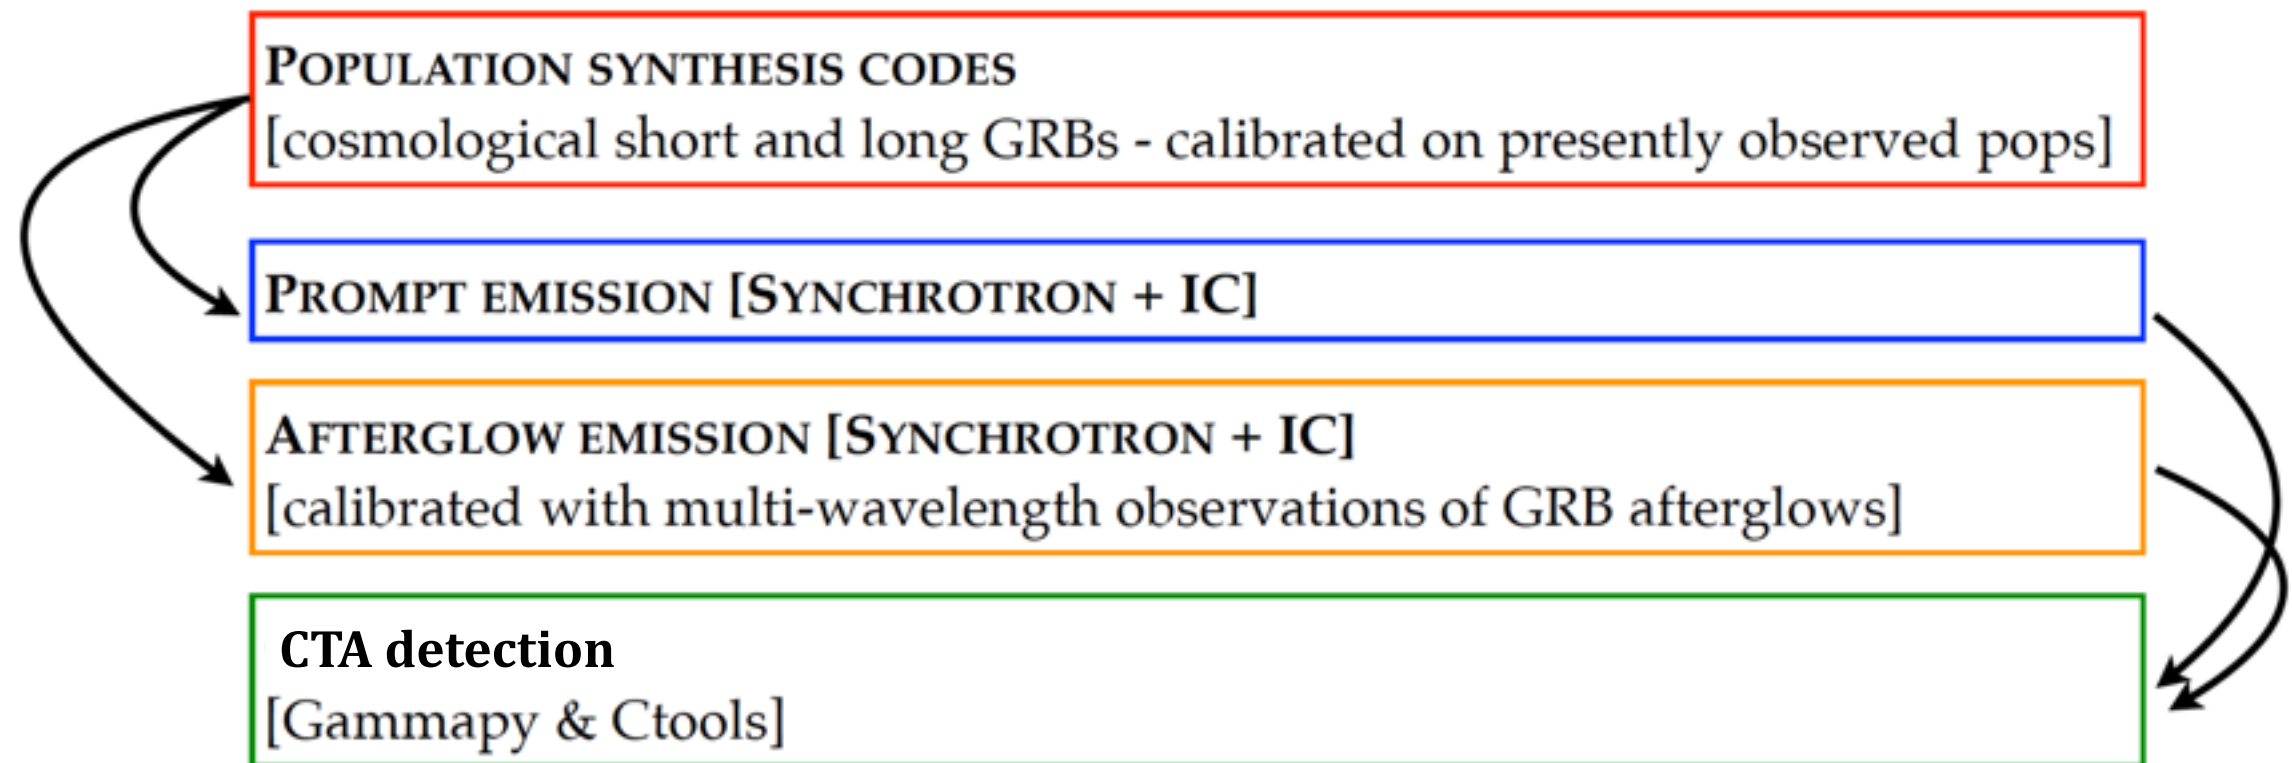 POPULATION SYNTHESIS CODES
[cosmological short and long GRBs - calibrated on presently observed pops]
PROMPT EMISSION [SYNCHROTRON + IC]
AFTERGLOW EMISSION [SYNCHROTRON + IC]
[calibrated with multi-wavelength observations of GRB afterglows]
CTA detection
[Gammapy & Ctools]